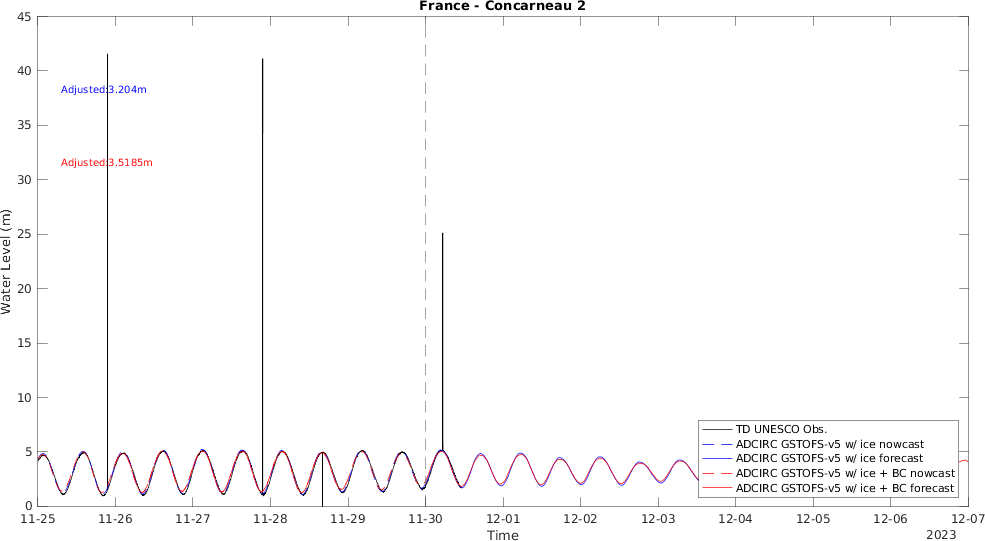 France - Concarneau 2
45
40
35
30
25
20
15
10
5
0
Water Level (m)
Adjusted:3.204m
Adjusted:3.5185m
TD UNESCO Obs.
ADCIRC GSTOFS-v5 w/ ice nowcast
ADCIRC GSTOFS-v5 w/ ice forecast
ADCIRC GSTOFS-v5 w/ ice + BC nowcast
ADCIRC GSTOFS-v5 w/ ice + BC forecast
11-25 11-26 11-27 11-28 11-29 11-30 12-01 12-02 12-03 12-04 12-05 12-06 12-07
Time
2023